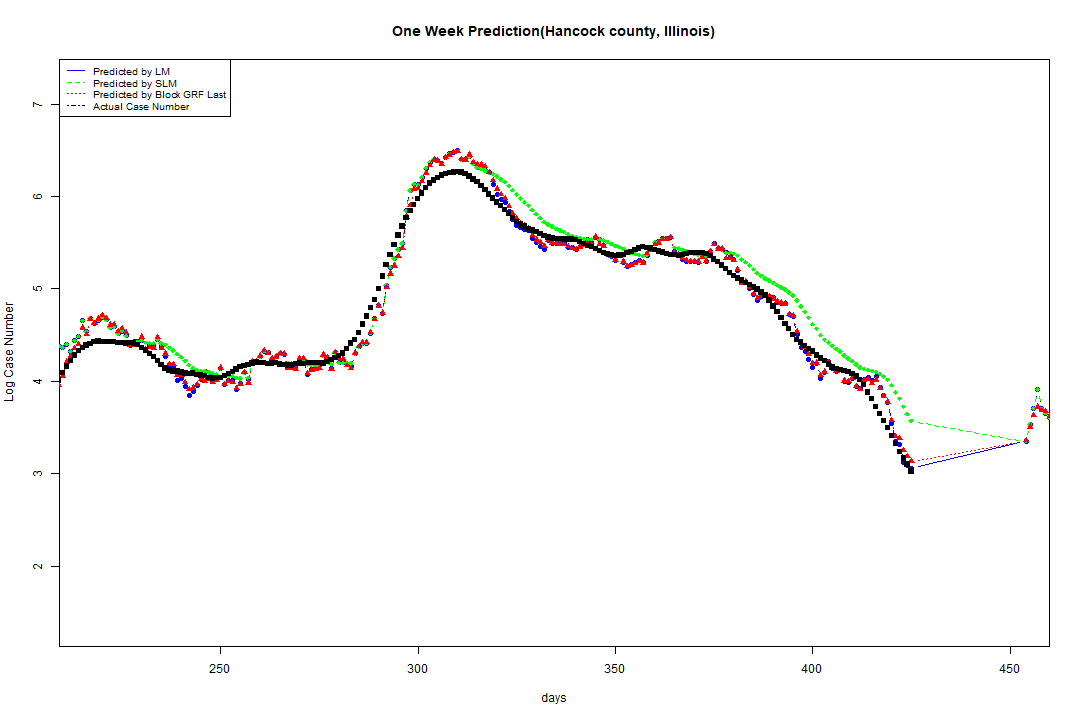 One Week Prediction(Hancock county, Illinois)
Predicted by LM
Predicted by SLM
Predicted by Block GRF Last
Actual Case Number
7
6
5
4
3
2
Log Case Number
250
300
350
400
450
days